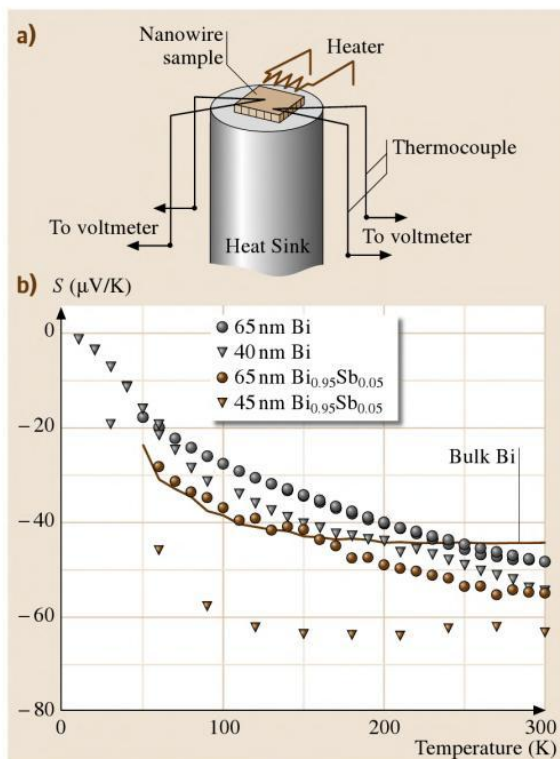 a)
Nanowire
sample
Heater
Thermocouple
To voltmeter
To voltmeter
Heat Sink
b) S (μV/K)
0
−20
−40
−60
−80
65 nm Bi
40 nm Bi
65 nm Bi0.95Sb0.05
45 nm Bi0.95Sb0.05
Bulk Bi
0 100 200 300
Temperature (K)